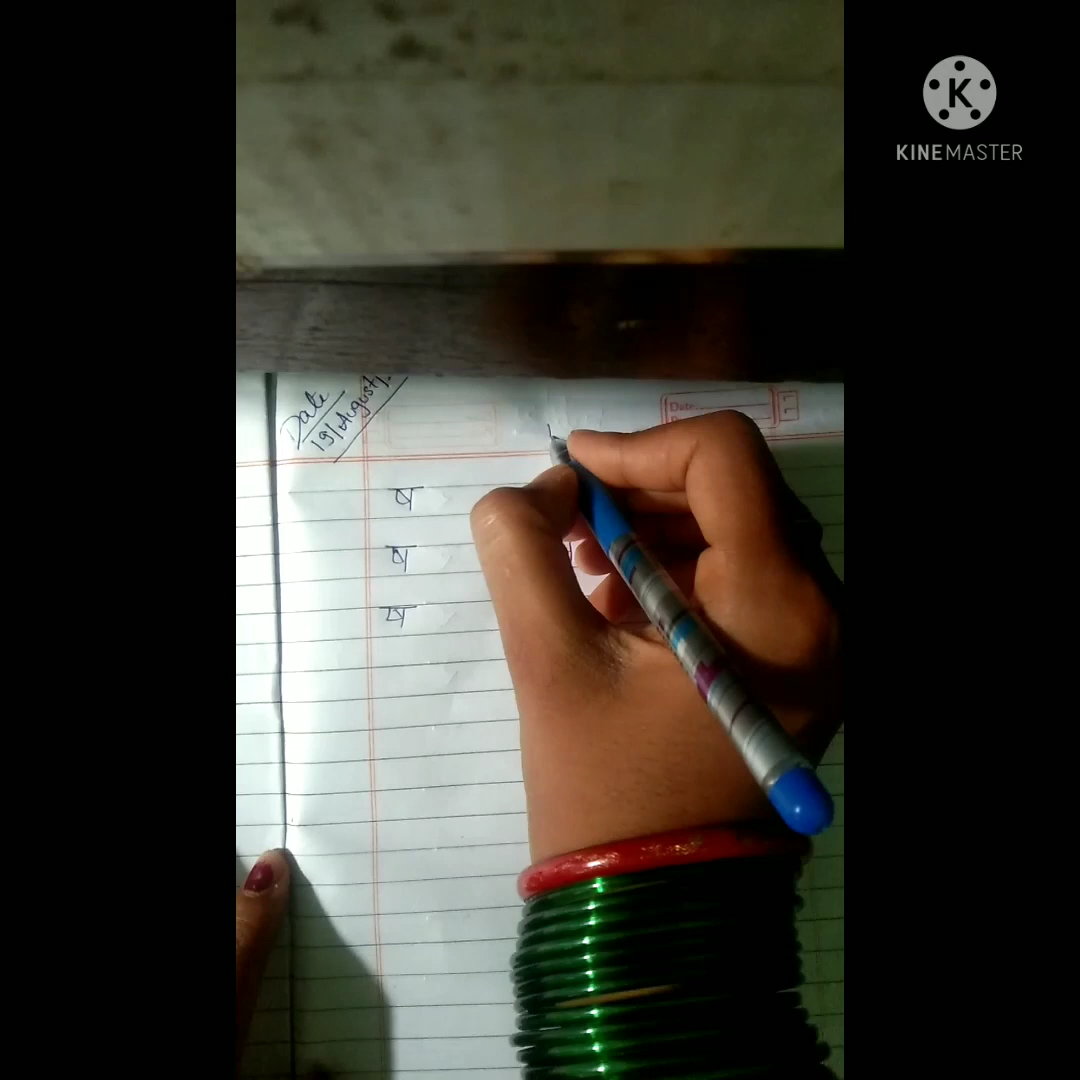 KINEMASTER
Date
19/August/
Date
ष
ष
ष